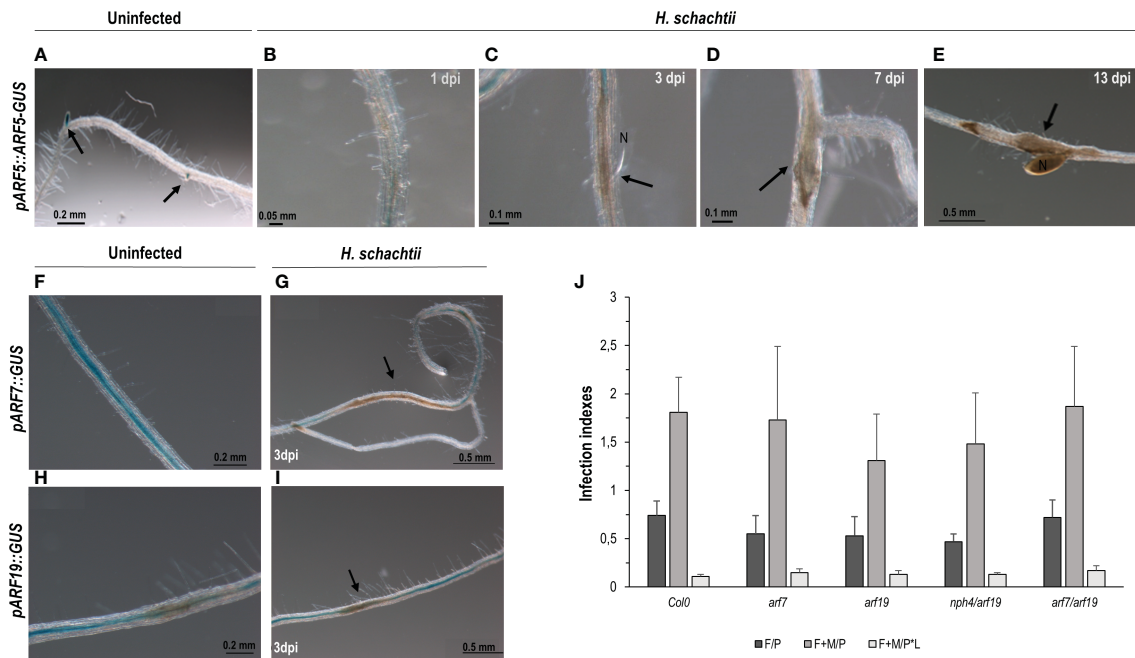 Uninfected
H. schachtii
A
B
C
D
E
pARF5::ARF5-GUS
1 dpi
3 dpi
7 dpi
13 dpi
N
N
0.2 mm
0.05 mm
0.1 mm
0.1 mm
0.5 mm
Uninfected
H. schachtii
F
G
pARF7::GUS
0.2 mm
3dpi
0.5 mm
H
I
pARF19::GUS
0.2 mm
3dpi
0.5 mm
J
Infection indexes
3
2,5
2
1,5
1
0,5
0
Col0
arf7
arf19
nph4/arf19
arf7/arf19
F/P
F+M/P
F+M/P*L